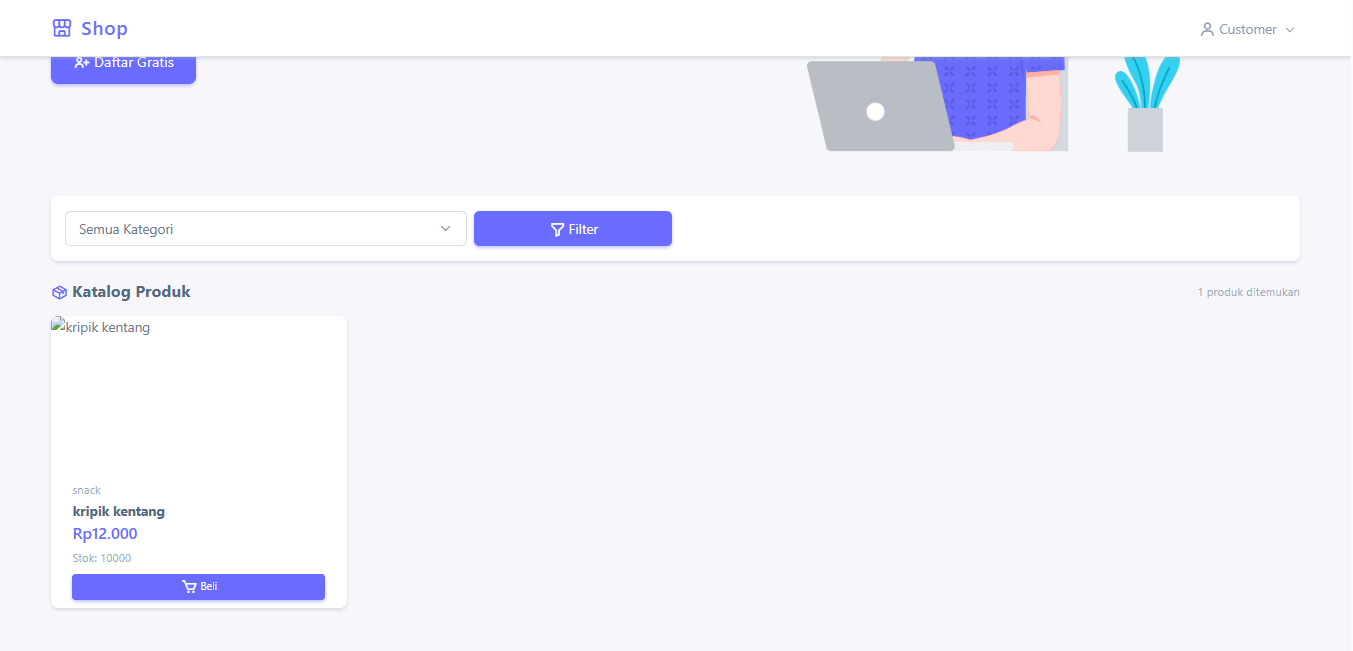 Shop
Customer
Daftar Gratis
Semua Kategori
Filter
Katalog Produk
1 produk ditemukan
kripik kentang
snack
kripik kentang
Rp12.000
Stok: 10000
Beli